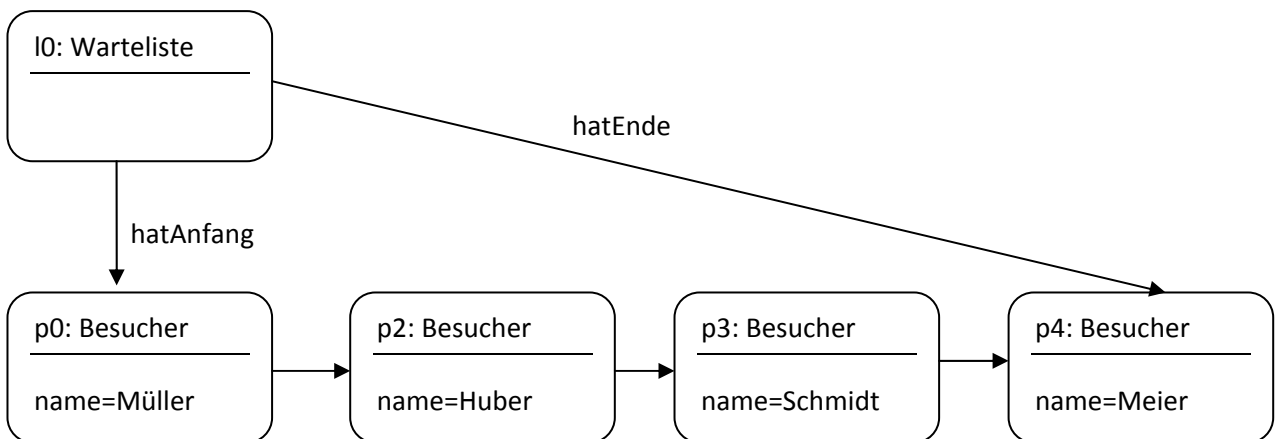 l0: Warteliste
hatEnde
hatAnfang
p0: Besucher
name=Müller
p2: Besucher
name=Huber
p3: Besucher
name=Schmidt
p4: Besucher
name=Meier